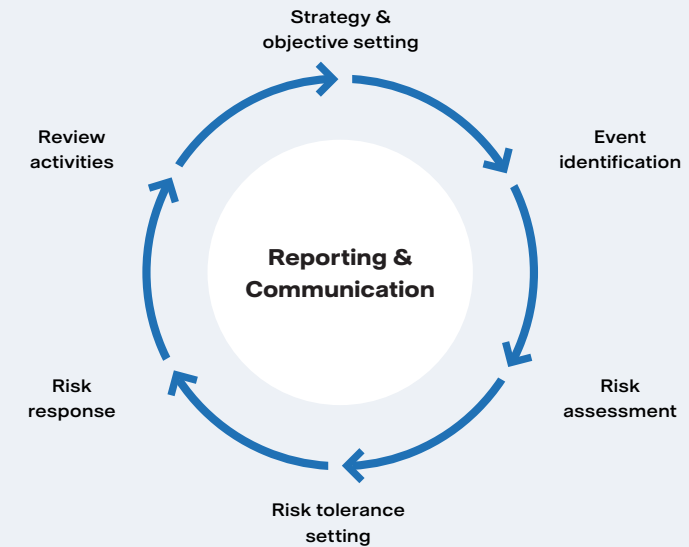 Strategy &
objective setting
Event
identification
Risk
assessment
Risk tolerance
setting
Risk
response
Review
activities
Reporting &
Communication